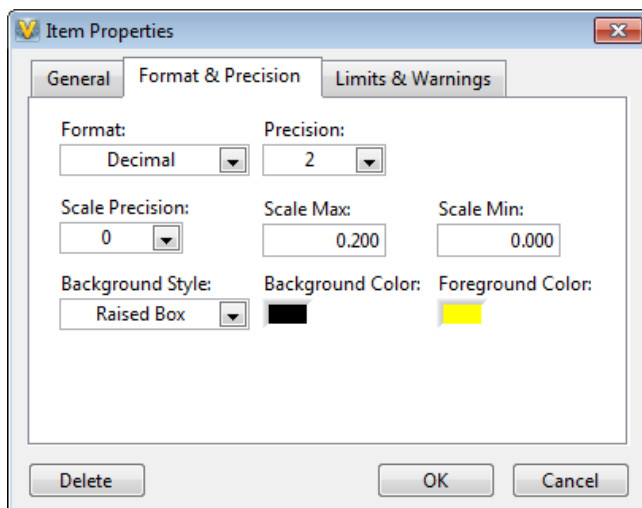 Item Properties
General Format & Precision Limits & Warnings
Format: Precision:
Decimal 2
Scale Precision: Scale Max: Scale Min:
0 0.200 0.000
Background Style: Background Color: Foreground Color:
Raised Box
Delete OK Cancel